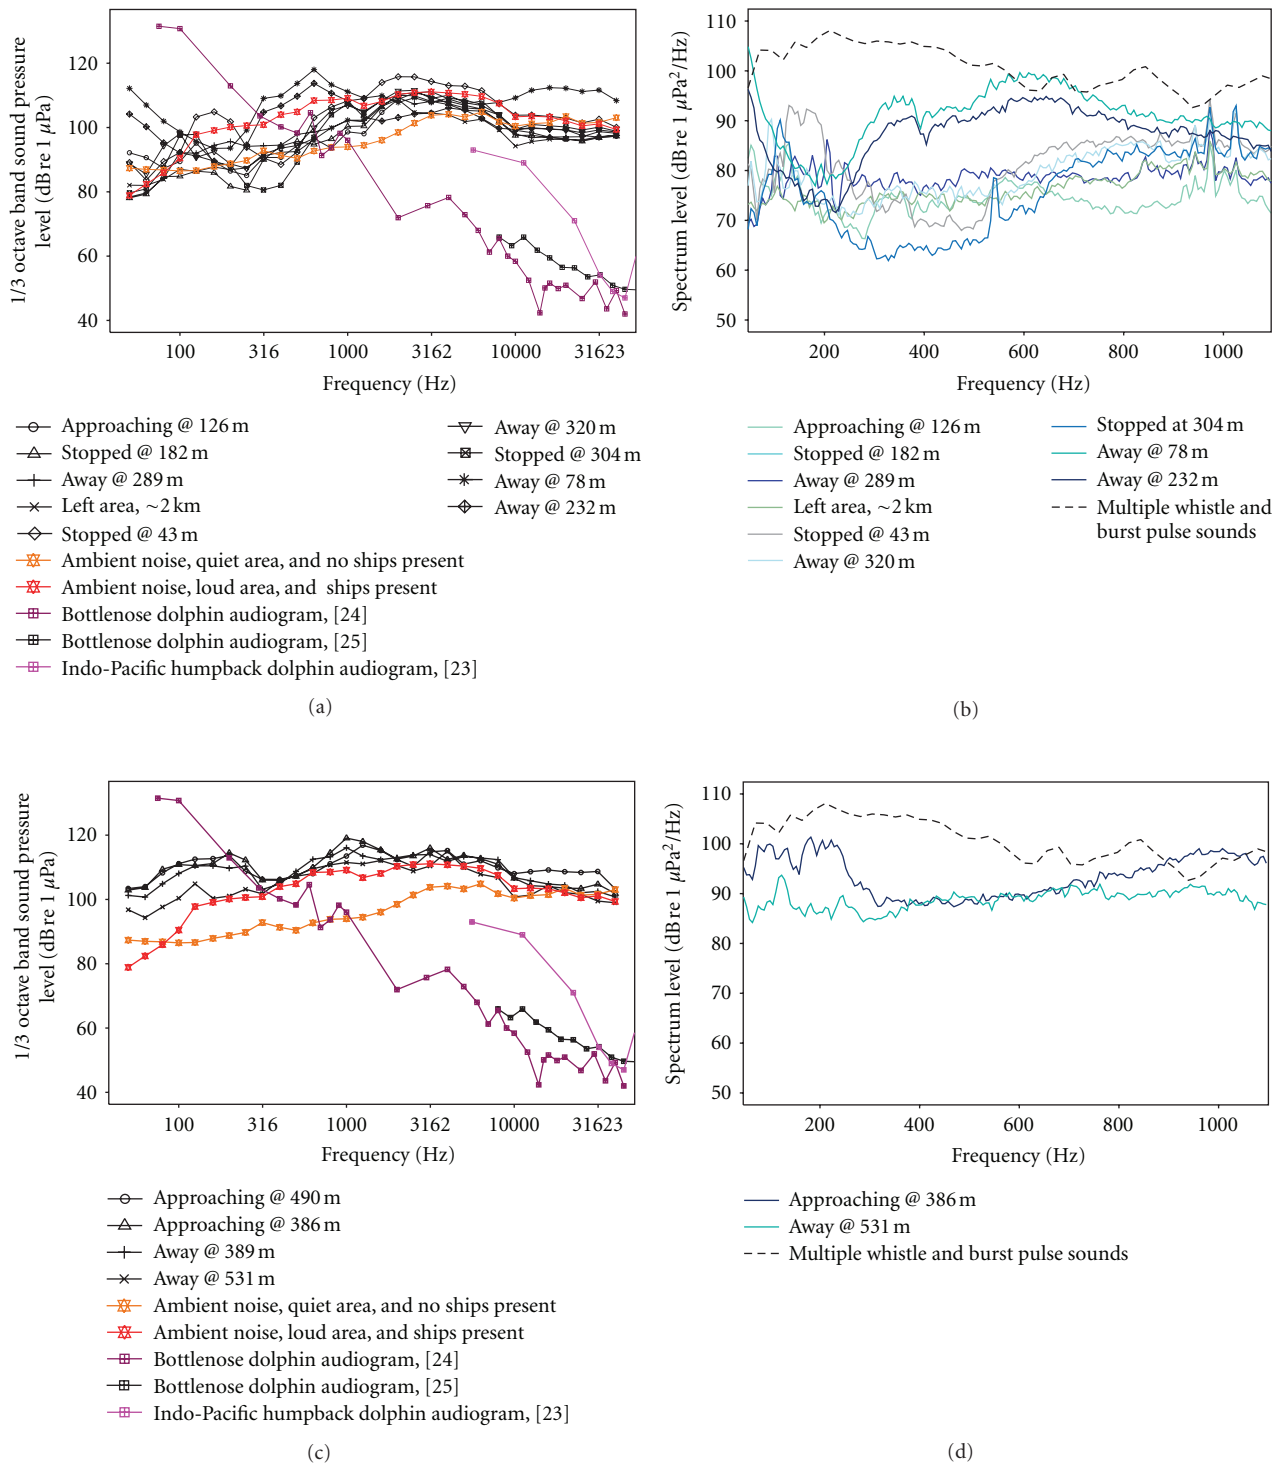 120
100
80
60
40
1/3 octave band sound pressure
level (dB re 1 μPa)
100 316 1000 3162 10000 31623
Frequency (Hz)
Approaching @ 126 m
Stopped @ 182 m
Away @ 289 m
Left area, ∼2 km
Stopped @ 43 m
Away @ 320 m
Stopped @ 304 m
Away @ 78 m
Away @ 232 m
Ambient noise, quiet area, and no ships present
Ambient noise, loud area, and ships present
Bottlenose dolphin audiogram, [24]
Bottlenose dolphin audiogram, [25]
Indo-Pacific humpback dolphin audiogram, [23]
(a)
110
100
90
80
70
60
50
Spectrum level (dB re 1 μPa²/Hz)
200 400 600 800 1000
Frequency (Hz)
Approaching @ 126 m
Stopped @ 182 m
Away @ 289 m
Left area, ∼2 km
Stopped @ 43 m
Away @ 320 m
Stopped at 304 m
Away @ 78 m
Away @ 232 m
Multiple whistle and
burst pulse sounds
(b)
120
100
80
60
40
1/3 octave band sound pressure
level (dB re 1 μPa)
100 316 1000 3162 10000 31623
Frequency (Hz)
Approaching @ 490 m
Approaching @ 386 m
Away @ 389 m
Away @ 531 m
Ambient noise, quiet area, and no ships present
Ambient noise, loud area, and ships present
Bottlenose dolphin audiogram, [24]
Bottlenose dolphin audiogram, [25]
Indo-Pacific humpback dolphin audiogram, [23]
(c)
110
100
90
80
70
60
50
Spectrum level (dB re 1 μPa²/Hz)
200 400 600 800 1000
Frequency (Hz)
Approaching @ 386 m
Away @ 531 m
Multiple whistle and burst pulse sounds
(d)